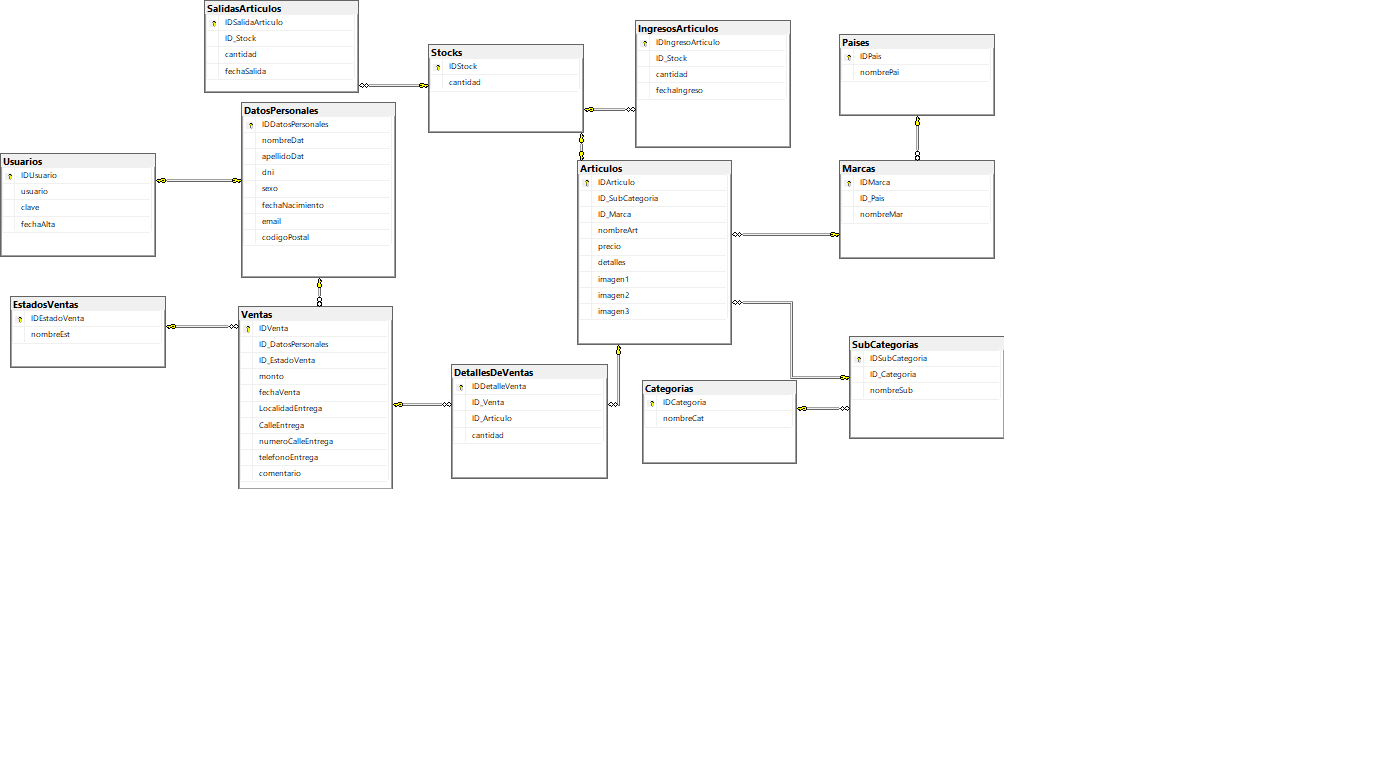 SalidasArticulos
IDSalidaArticulo
ID_Stock
cantidad
fechaSalida
Stocks
IDStock
cantidad
IngresosArticulos
IDIngresoArticulo
ID_Stock
cantidad
fechaIngreso
Paises
IDPais
nombrePai
DatosPersonales
IDDatosPersonales
nombreDat
apellidoDat
dni
sexo
fechaNacimiento
email
codigoPostal
Usuarios
IDUsuario
usuario
clave
fechaAlta
Articulos
IDArticulo
ID_SubCategoria
ID_Marca
nombreArt
precio
detalles
imagen1
imagen2
imagen3
Marcas
IDMarca
ID_Pais
nombreMar
EstadosVentas
IDEstadoVenta
nombreEst
Ventas
IDVenta
ID_DatosPersonales
ID_EstadoVenta
monto
fechaVenta
LocalidadEntrega
CalleEntrega
numeroCalleEntrega
telefonoEntrega
comentario
DetallesDeVentas
IDDetalleVenta
ID_Venta
ID_Articulo
cantidad
Categorias
IDCategoria
nombreCat
SubCategorias
IDSubCategoria
ID_Categoria
nombreSub